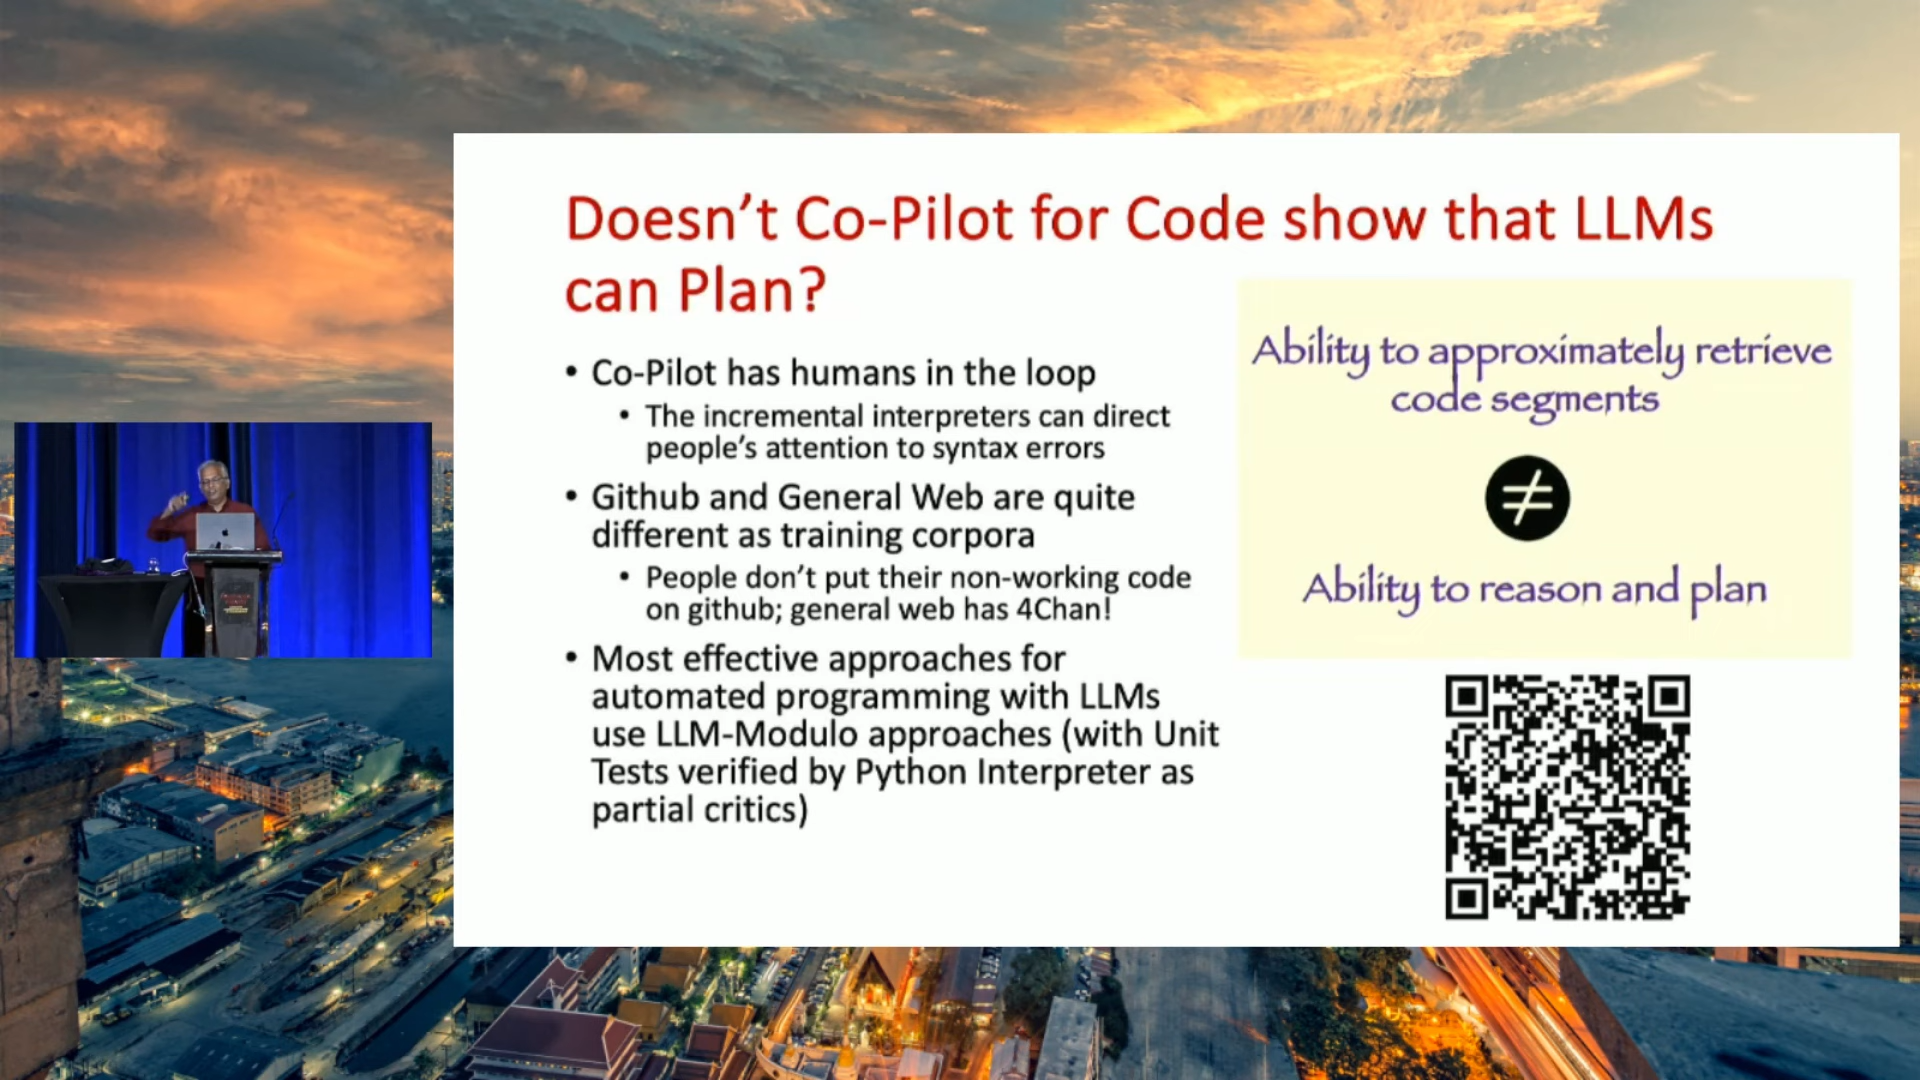 Doesn't Co-Pilot for Code show that LLMs
can Plan?
• Co-Pilot has humans in the loop
• The incremental interpreters can direct
people's attention to syntax errors
• Github and General Web are quite
different as training corpora
• People don't put their non-working code
on github; general web has 4Chan!
• Most effective approaches for
automated programming with LLMs
use LLM-Modulo approaches (with Unit
Tests verified by Python Interpreter as
partial critics)
Ability to approximately retrieve
code segments
≠
Ability to reason and plan